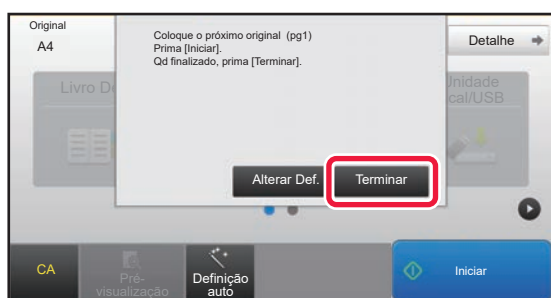 Original
A4
Coloque o próximo original (pg1)
Prima [Iniciar].
Qd finalizado, prima [Terminar].
Detalhe
Livro D
Unidade
cal/USB
Alterar Def.
Terminar
CA
Pré-
visualização
Definição
auto
Iniciar